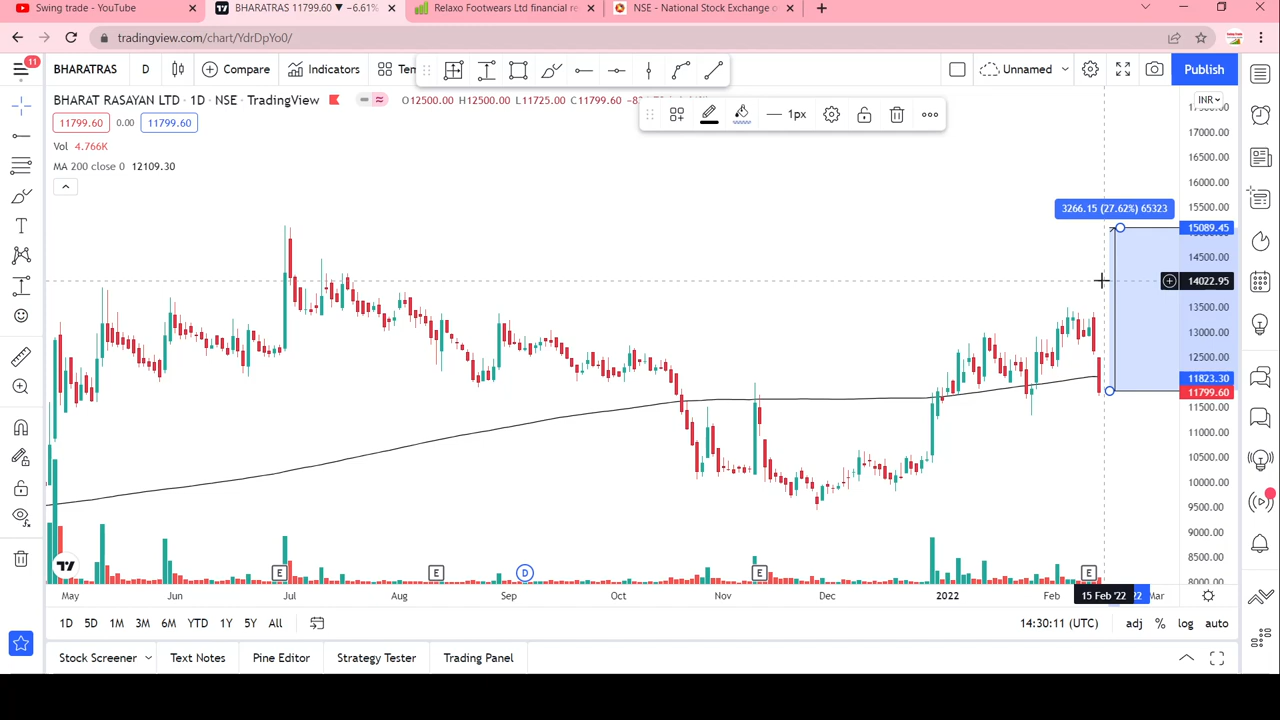 Swing trade - YouTube
BHARATRAS 11799.60 ▼ −6.61%
Relaxo Footwears Ltd financial re
NSE - National Stock Exchange o
tradingview.com/chart/YdrDpYo0/
11
BHARATRAS
D
Compare
Indicators
Tem
Unnamed
Publish
BHARAT RASAYAN LTD · 1D · NSE · TradingView
O12500.00 H12500.00 L11725.00 C11799.60
INR
11799.60
0.00
11799.60
1px
Vol 4.766K
MA 200 close 0 12109.30
17000.00
16500.00
16000.00
15500.00
3266.15 (27.62%) 65323
15089.45
14500.00
14022.95
13500.00
13000.00
12500.00
11823.30
11799.60
11500.00
11000.00
10500.00
10000.00
9500.00
9000.00
8500.00
8000.00
E
E
D
E
E
May
Jun
Jul
Aug
Sep
Oct
Nov
Dec
2022
Feb
15 Feb '22
22
Mar
1D
5D
1M
3M
6M
YTD
1Y
5Y
All
14:30:11 (UTC)
adj
%
log
auto
Stock Screener
Text Notes
Pine Editor
Strategy Tester
Trading Panel